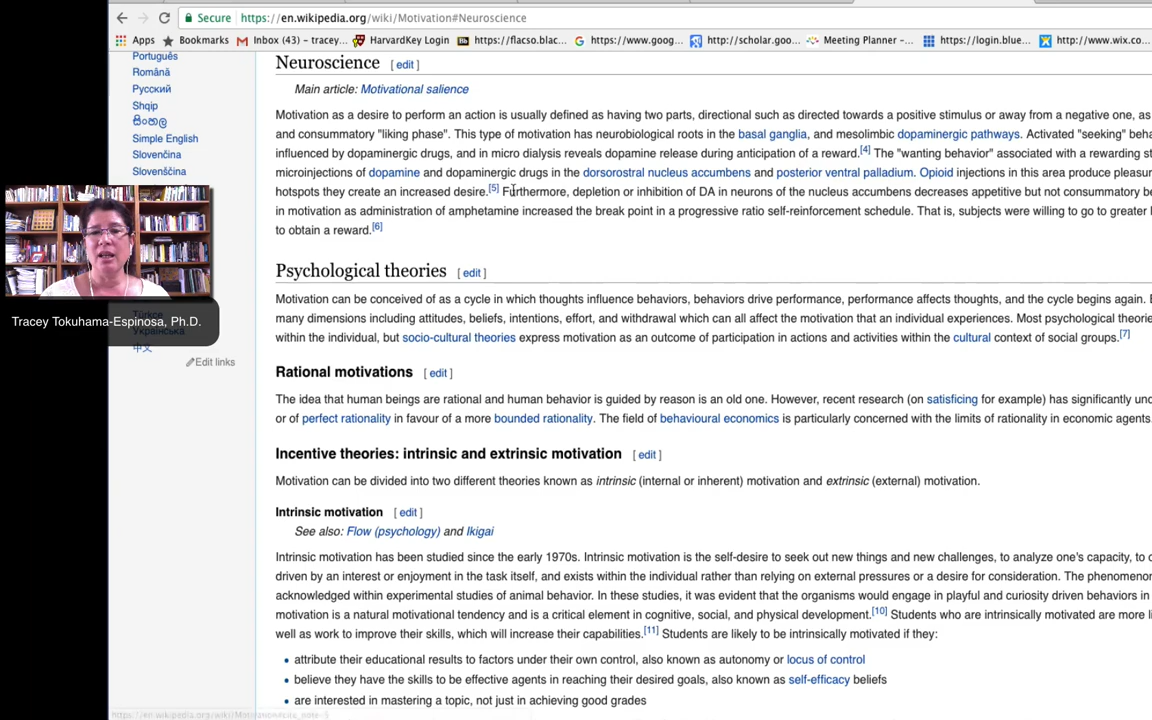 Secure https://en.wikipedia.org/wiki/Motivation#Neuroscience
Apps Bookmarks Inbox (43) – tracey... HarvardKey Login https://flacso.blac... https://www.goog... http://scholar.goo... Meeting Planner –... https://login.blue... http://www.wix.co...
Português
Română
Русский
Shqip
සිංහල
Simple English
Slovenčina
Slovenščina
Tracey Tokuhama-Espinosa, Ph.D.
Türkçe
Українська
中文
Edit links
Neuroscience [ edit ]
Main article: Motivational salience
Motivation as a desire to perform an action is usually defined as having two parts, directional such as directed towards a positive stimulus or away from a negative one, as
and consummatory "liking phase". This type of motivation has neurobiological roots in the basal ganglia, and mesolimbic dopaminergic pathways. Activated "seeking" beha
influenced by dopaminergic drugs, and in micro dialysis reveals dopamine release during anticipation of a reward.[4] The "wanting behavior" associated with a rewarding st
microinjections of dopamine and dopaminergic drugs in the dorsorostral nucleus accumbens and posterior ventral palladium. Opioid injections in this area produce pleasur
hotspots they create an increased desire.[5] Furthermore, depletion or inhibition of DA in neurons of the nucleus accumbens decreases appetitive but not consummatory be
in motivation as administration of amphetamine increased the break point in a progressive ratio self-reinforcement schedule. That is, subjects were willing to go to greater l
to obtain a reward.[6]
Psychological theories [ edit ]
Motivation can be conceived of as a cycle in which thoughts influence behaviors, behaviors drive performance, performance affects thoughts, and the cycle begins again. E
many dimensions including attitudes, beliefs, intentions, effort, and withdrawal which can all affect the motivation that an individual experiences. Most psychological theorie
within the individual, but socio-cultural theories express motivation as an outcome of participation in actions and activities within the cultural context of social groups.[7]
Rational motivations [ edit ]
The idea that human beings are rational and human behavior is guided by reason is an old one. However, recent research (on satisficing for example) has significantly und
or of perfect rationality in favour of a more bounded rationality. The field of behavioural economics is particularly concerned with the limits of rationality in economic agents.
Incentive theories: intrinsic and extrinsic motivation [ edit ]
Motivation can be divided into two different theories known as intrinsic (internal or inherent) motivation and extrinsic (external) motivation.
Intrinsic motivation [ edit ]
See also: Flow (psychology) and Ikigai
Intrinsic motivation has been studied since the early 1970s. Intrinsic motivation is the self-desire to seek out new things and new challenges, to analyze one's capacity, to o
driven by an interest or enjoyment in the task itself, and exists within the individual rather than relying on external pressures or a desire for consideration. The phenomenon
acknowledged within experimental studies of animal behavior. In these studies, it was evident that the organisms would engage in playful and curiosity driven behaviors in
motivation is a natural motivational tendency and is a critical element in cognitive, social, and physical development.[10] Students who are intrinsically motivated are more li
well as work to improve their skills, which will increase their capabilities.[11] Students are likely to be intrinsically motivated if they:
• attribute their educational results to factors under their own control, also known as autonomy or locus of control
• believe they have the skills to be effective agents in reaching their desired goals, also known as self-efficacy beliefs
• are interested in mastering a topic, not just in achieving good grades
https://en.wikipedia.org/wiki/Motivation#cite_note-5